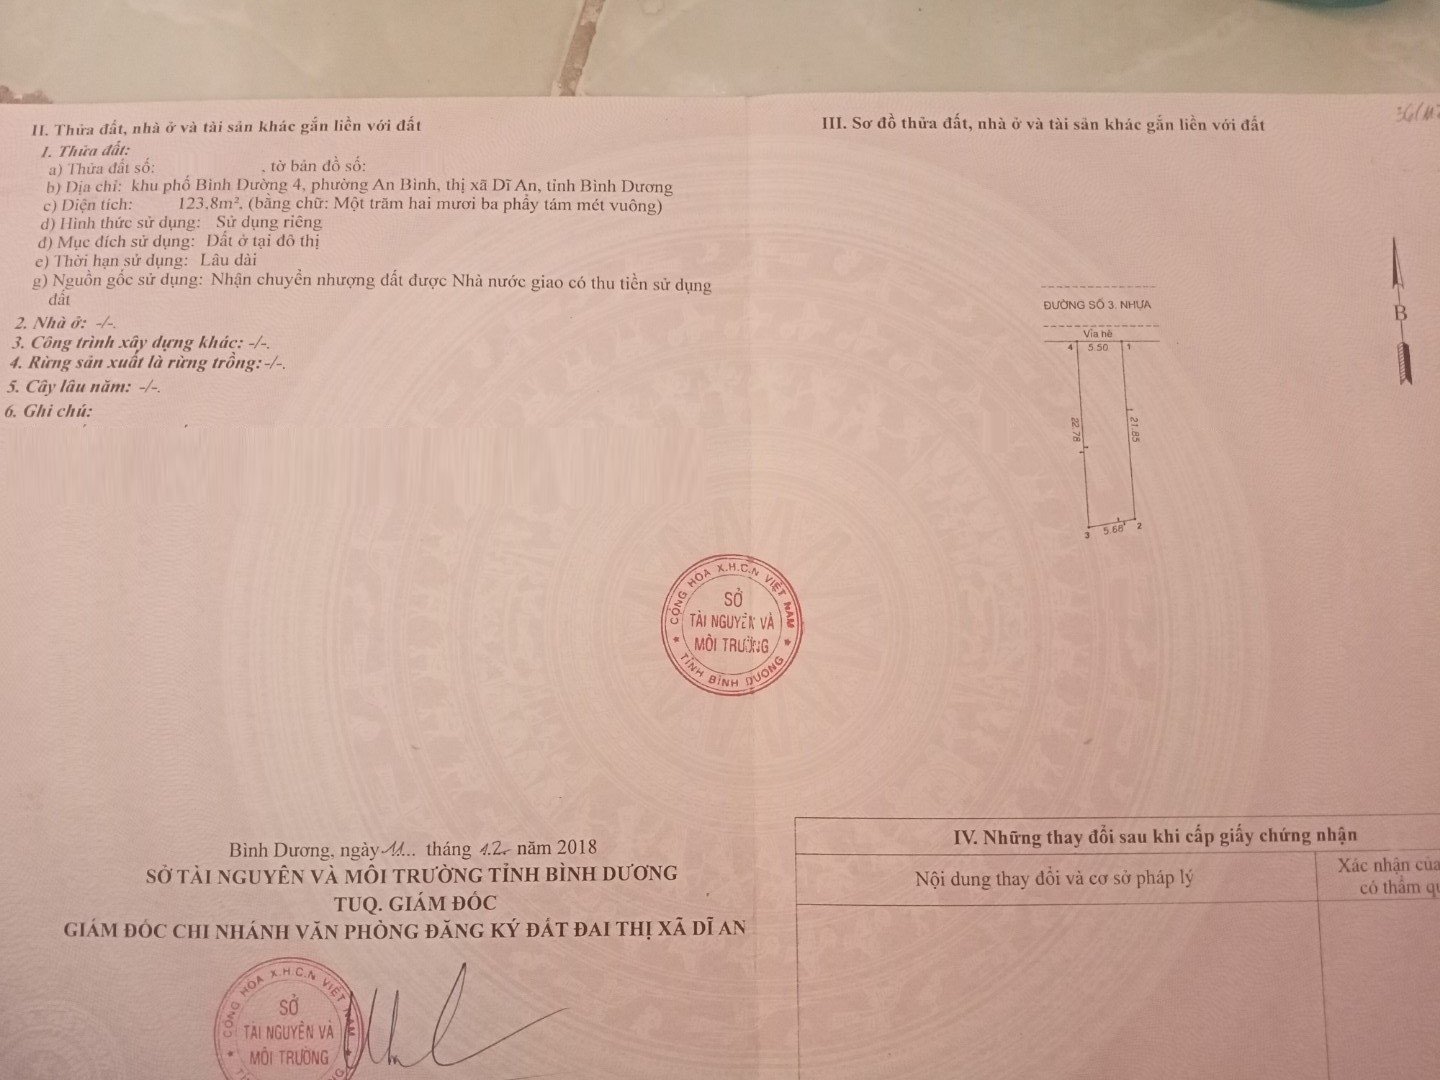 II. Thửa đất, nhà ở và tài sản khác gắn liền với đất
1. Thửa đất:
a) Thửa đất số: , tờ bản đồ số:
b) Địa chỉ: khu phố Bình Đường 4, phường An Bình, thị xã Dĩ An, tỉnh Bình Dương
c) Diện tích: 123,8m², (bằng chữ: Một trăm hai mươi ba phẩy tám mét vuông)
d) Hình thức sử dụng: Sử dụng riêng
đ) Mục đích sử dụng: Đất ở tại đô thị
e) Thời hạn sử dụng: Lâu dài
g) Nguồn gốc sử dụng: Nhận chuyển nhượng đất được Nhà nước giao có thu tiền sử dụng
đất
2. Nhà ở: -/-.
3. Công trình xây dựng khác: -/-.
4. Rừng sản xuất là rừng trồng: -/-.
5. Cây lâu năm: -/-.
6. Ghi chú:
Bình Dương, ngày 11 tháng 12 năm 2018
SỞ TÀI NGUYÊN VÀ MÔI TRƯỜNG TỈNH BÌNH DƯƠNG
TUQ. GIÁM ĐỐC
GIÁM ĐỐC CHI NHÁNH VĂN PHÒNG ĐĂNG KÝ ĐẤT ĐAI THỊ XÃ DĨ AN
CỘNG HÒA X.H.C.N VIỆT NAM
SỞ
TÀI NGUYÊN VÀ
MÔI TRƯỜNG
CỘNG HÒA X.H.C.N VIỆT NAM
SỞ
TÀI NGUYÊN VÀ
MÔI TRƯỜNG
TỈNH BÌNH DƯƠNG
III. Sơ đồ thửa đất, nhà ở và tài sản khác gắn liền với đất
ĐƯỜNG SỐ 3. NHỰA
Vỉa hè
4 5.50 1
22.78
21.85
3 5.68 2
B
IV. Những thay đổi sau khi cấp giấy chứng nhận
Nội dung thay đổi và cơ sở pháp lý
Xác nhận của
có thẩm qu